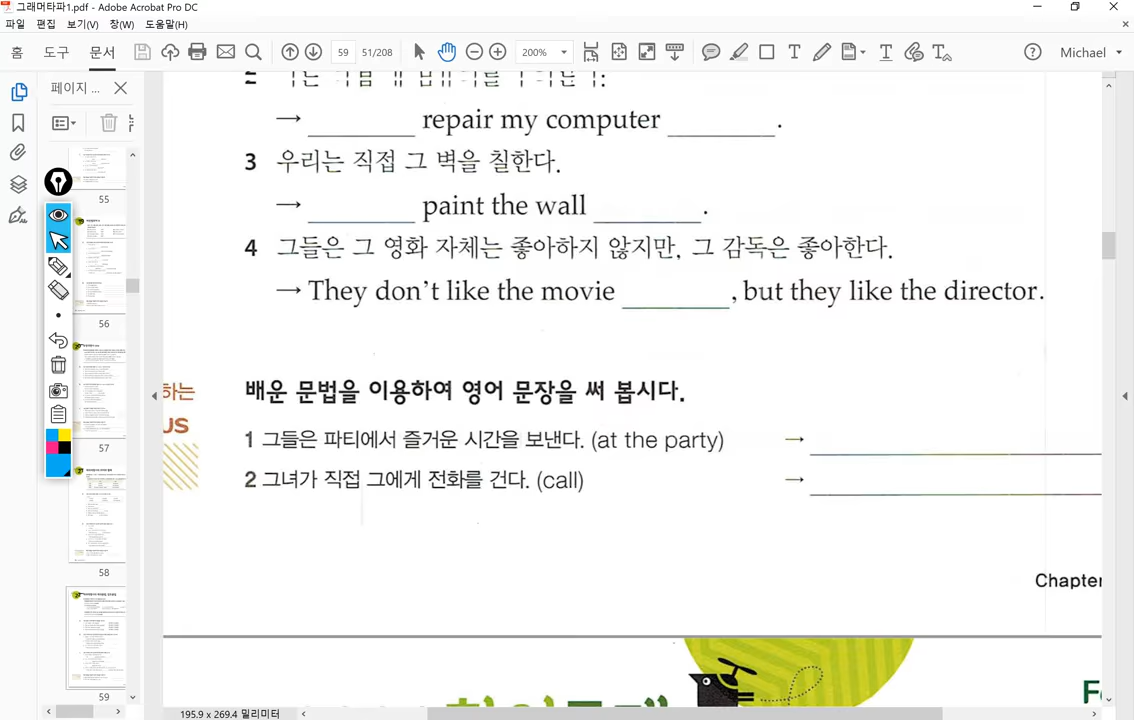 그래머타파1.pdf - Adobe Acrobat Pro DC
파일 편집 보기(V) 창(W) 도움말(H)
홈 도구 문서 59 51/208 200% Michael
페이지 ...
55
56
57
58
59
2
→ ________ repair my computer ________.
3 우리는 직접 그 벽을 칠한다.
→ ________ paint the wall ________.
4 그들은 그 영화 자체는 좋아하지 않지만, 그 감독은 좋아한다.
→ They don't like the movie ________, but they like the director.
하는
US
배운 문법을 이용하여 영어 문장을 써 봅시다.
1 그들은 파티에서 즐거운 시간을 보낸다. (at the party) →
2 그녀가 직접 그에게 전화를 건다. (call) →
Chapter
195.9 x 269.4 밀리미터